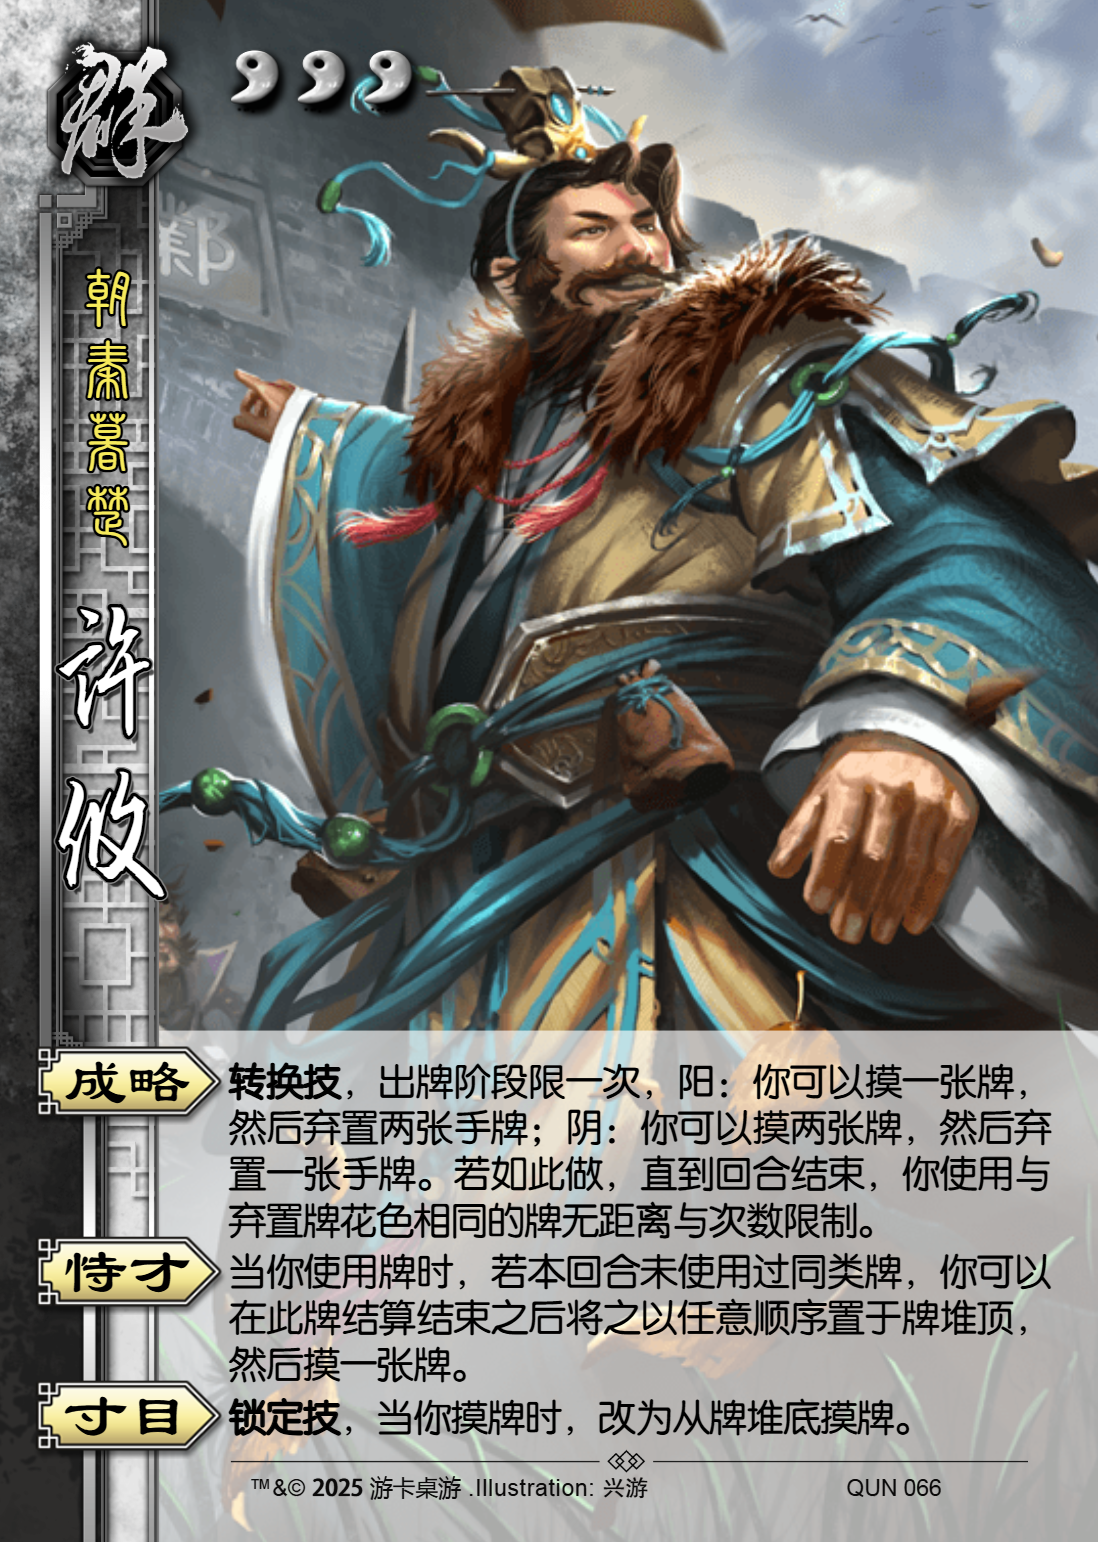 群
鄴
朝秦暮楚
许攸
成略
转换技，出牌阶段限一次，阳：你可以摸一张牌，
然后弃置两张手牌；阴：你可以摸两张牌，然后弃
置一张手牌。若如此做，直到回合结束，你使用与
弃置牌花色相同的牌无距离与次数限制。
恃才
当你使用牌时，若本回合未使用过同类牌，你可以
在此牌结算结束之后将之以任意顺序置于牌堆顶，
然后摸一张牌。
寸目
锁定技，当你摸牌时，改为从牌堆底摸牌。
™&© 2025 游卡桌游 .Illustration: 兴游
QUN 066